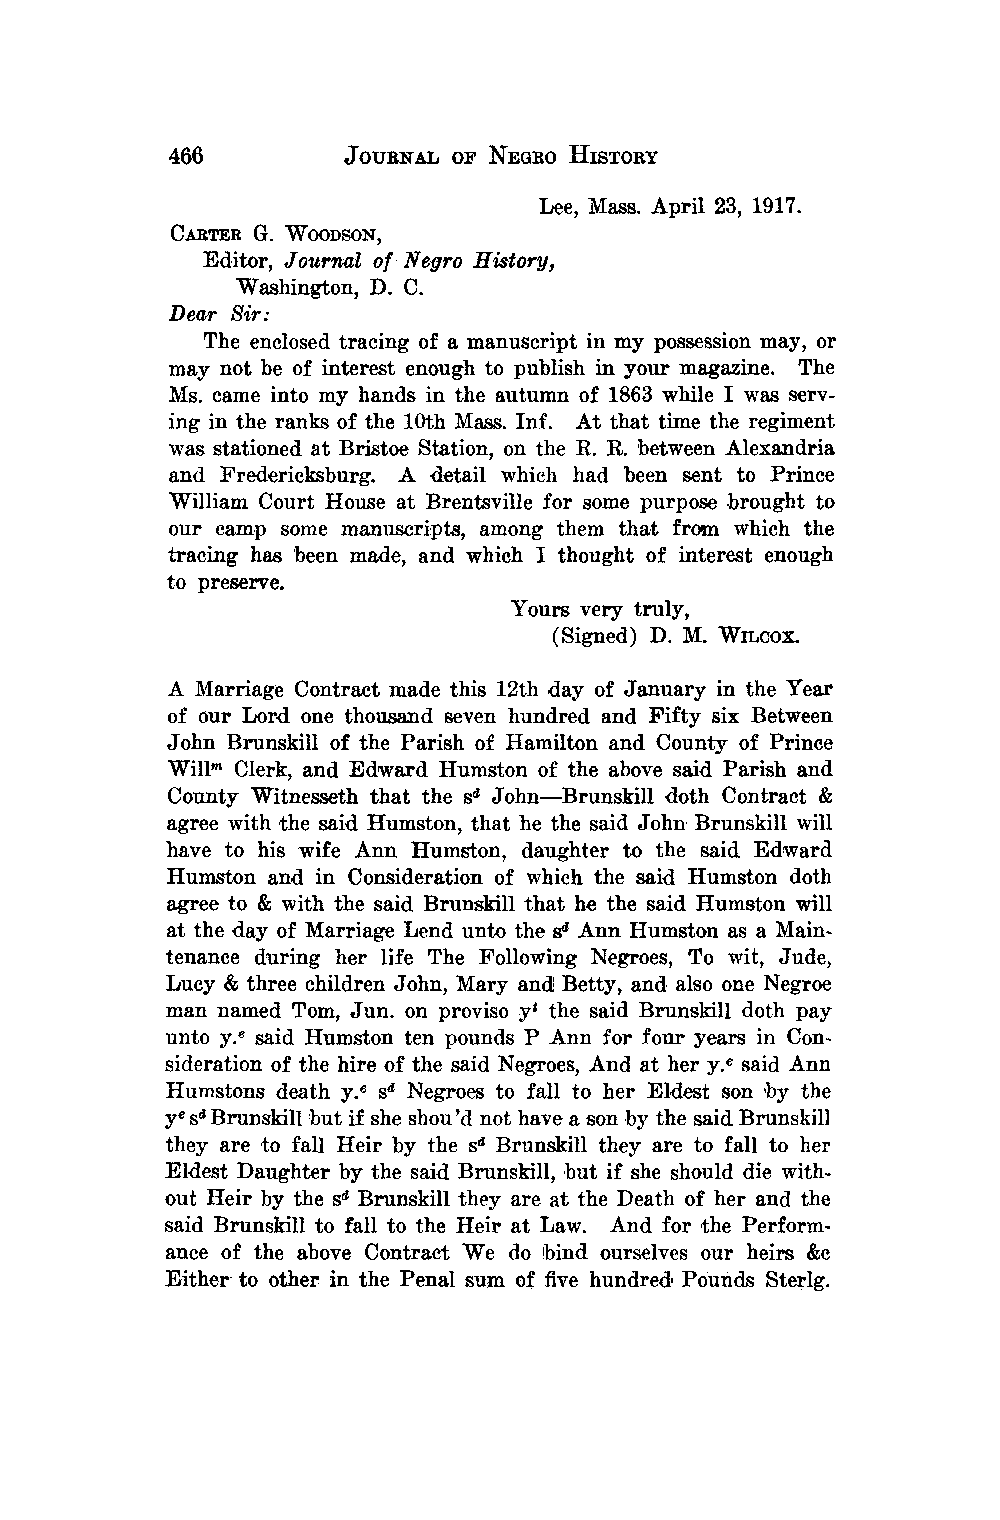 466 JOURNAL OF NEGRO HISTORY
Lee, Mass. April 23, 1917.
CARTER G. WOODSON,
Editor, Journal of Negro History,
Washington, D. C.
Dear Sir:
The enclosed tracing of a manuscript in my possession may, or
may not be of interest enough to publish in your magazine. The
Ms. came into my hands in the autumn of 1863 while I was serv-
ing in the ranks of the 10th Mass. Inf. At that time the regiment
was stationed at Bristoe Station, on the R. R. between Alexandria
and Fredericksburg. A detail which had been sent to Prince
William Court House at Brentsville for some purpose brought to
our camp some manuscripts, among them that from which the
tracing has been made, and which I thought of interest enough
to preserve.
Yours very truly,
(Signed) D. M. WILCOX.
A Marriage Contract made this 12th day of January in the Year
of our Lord one thousand seven hundred and Fifty six Between
John Brunskill of the Parish of Hamilton and County of Prince
Willᵐ Clerk, and Edward Humston of the above said Parish and
County Witnesseth that the sᵈ John—Brunskill doth Contract &
agree with the said Humston, that he the said John Brunskill will
have to his wife Ann Humston, daughter to the said Edward
Humston and in Consideration of which the said Humston doth
agree to & with the said Brunskill that he the said Humston will
at the day of Marriage Lend unto the sᵈ Ann Humston as a Main-
tenance during her life The Following Negroes, To wit, Jude,
Lucy & three children John, Mary and Betty, and also one Negroe
man named Tom, Jun. on proviso yᵗ the said Brunskill doth pay
unto y.ᵉ said Humston ten pounds P Ann for four years in Con-
sideration of the hire of the said Negroes, And at her y.ᵉ said Ann
Humstons death y.ᵉ sᵈ Negroes to fall to her Eldest son by the
yᵉ sᵈ Brunskill but if she shou'd not have a son by the said Brunskill
they are to fall Heir by the sᵈ Brunskill they are to fall to her
Eldest Daughter by the said Brunskill, but if she should die with-
out Heir by the sᵈ Brunskill they are at the Death of her and the
said Brunskill to fall to the Heir at Law. And for the Perform-
ance of the above Contract We do bind ourselves our heirs &c
Either to other in the Penal sum of five hundred Pounds Sterlg.